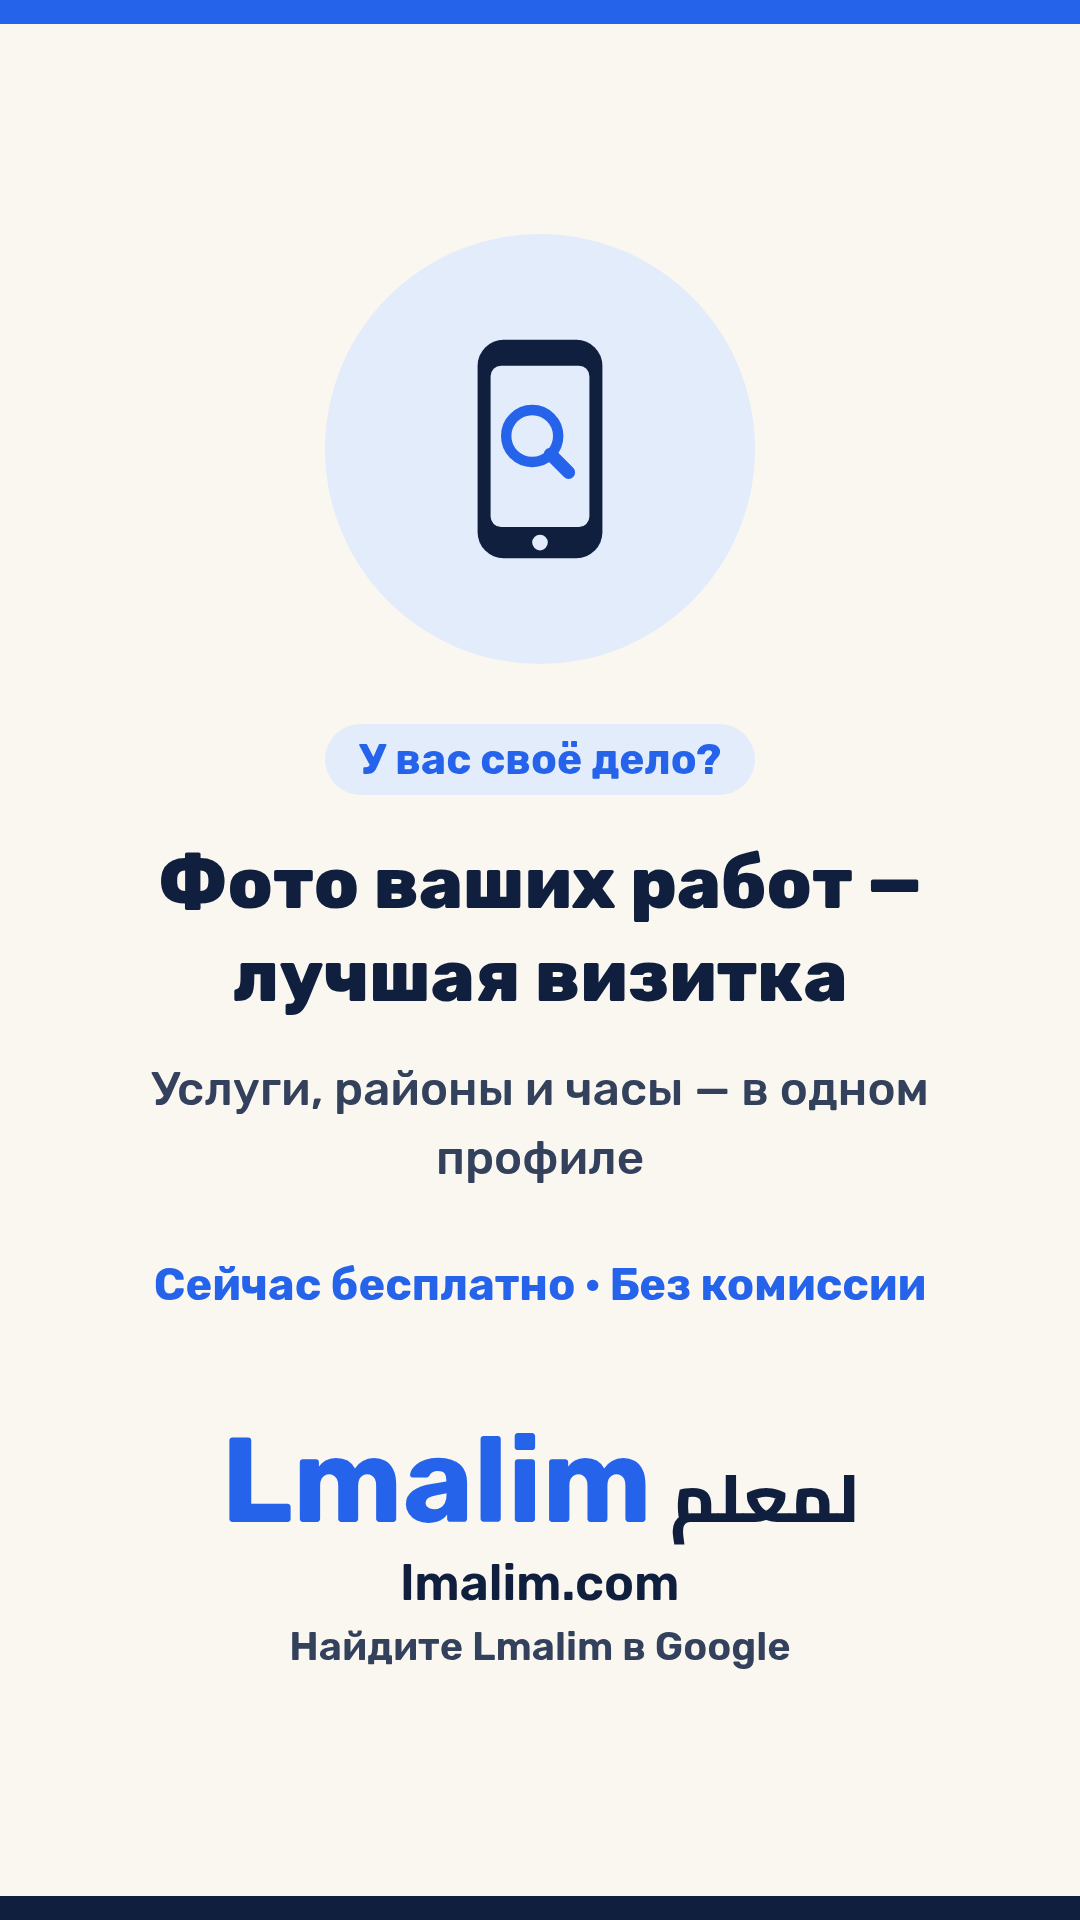 У вас своё дело?
Фото ваших работ —
лучшая визитка
Услуги, районы и часы — в одном
профиле
Сейчас бесплатно • Без комиссии
Lmalim لمعلم
lmalim.com
Найдите Lmalim в Google